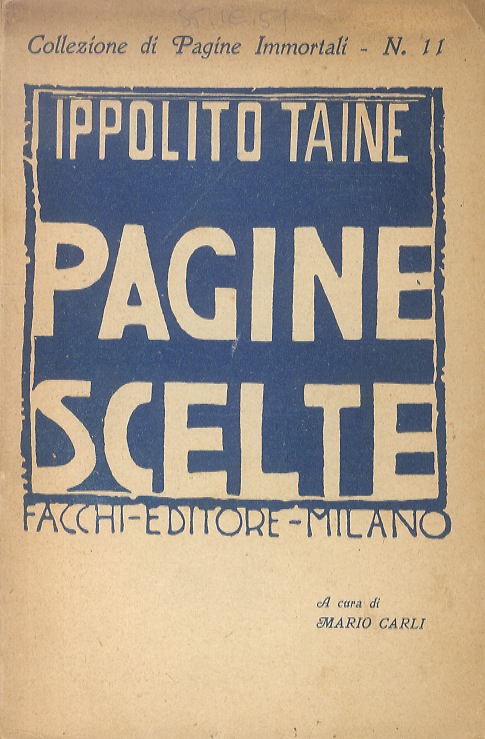 Collezione di Pagine Immortali - N. 11
IPPOLITO TAINE
PAGINE
SCELTE
FACCHI-EDITORE-MILANO
A cura di
MARIO CARLI